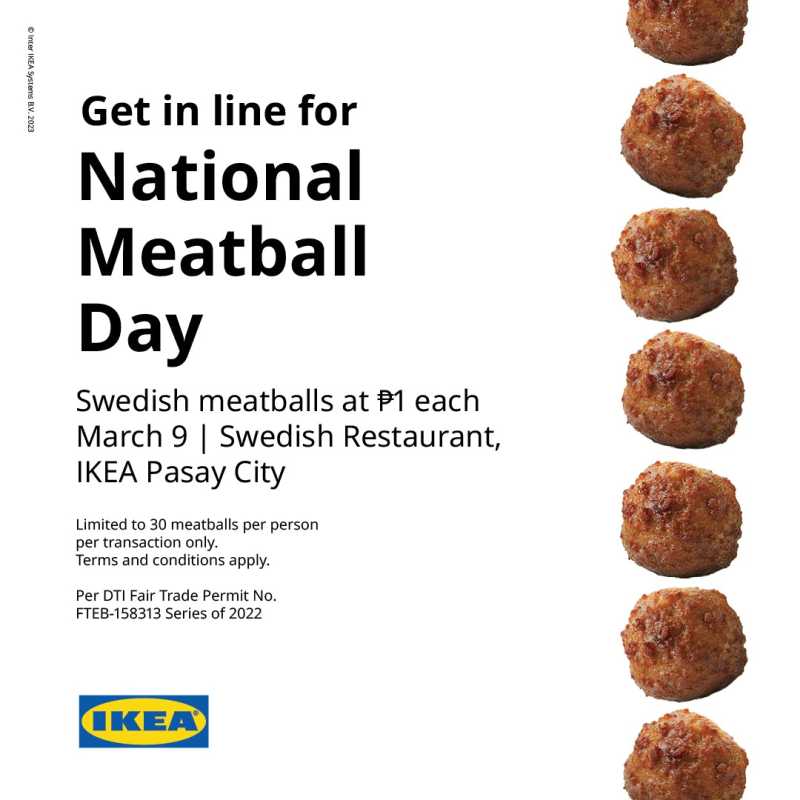 © Inter IKEA Systems B.V. 2023
Get in line for
National
Meatball
Day
Swedish meatballs at ₱1 each
March 9 | Swedish Restaurant,
IKEA Pasay City
Limited to 30 meatballs per person
per transaction only.
Terms and conditions apply.
Per DTI Fair Trade Permit No.
FTEB-158313 Series of 2022
IKEA®